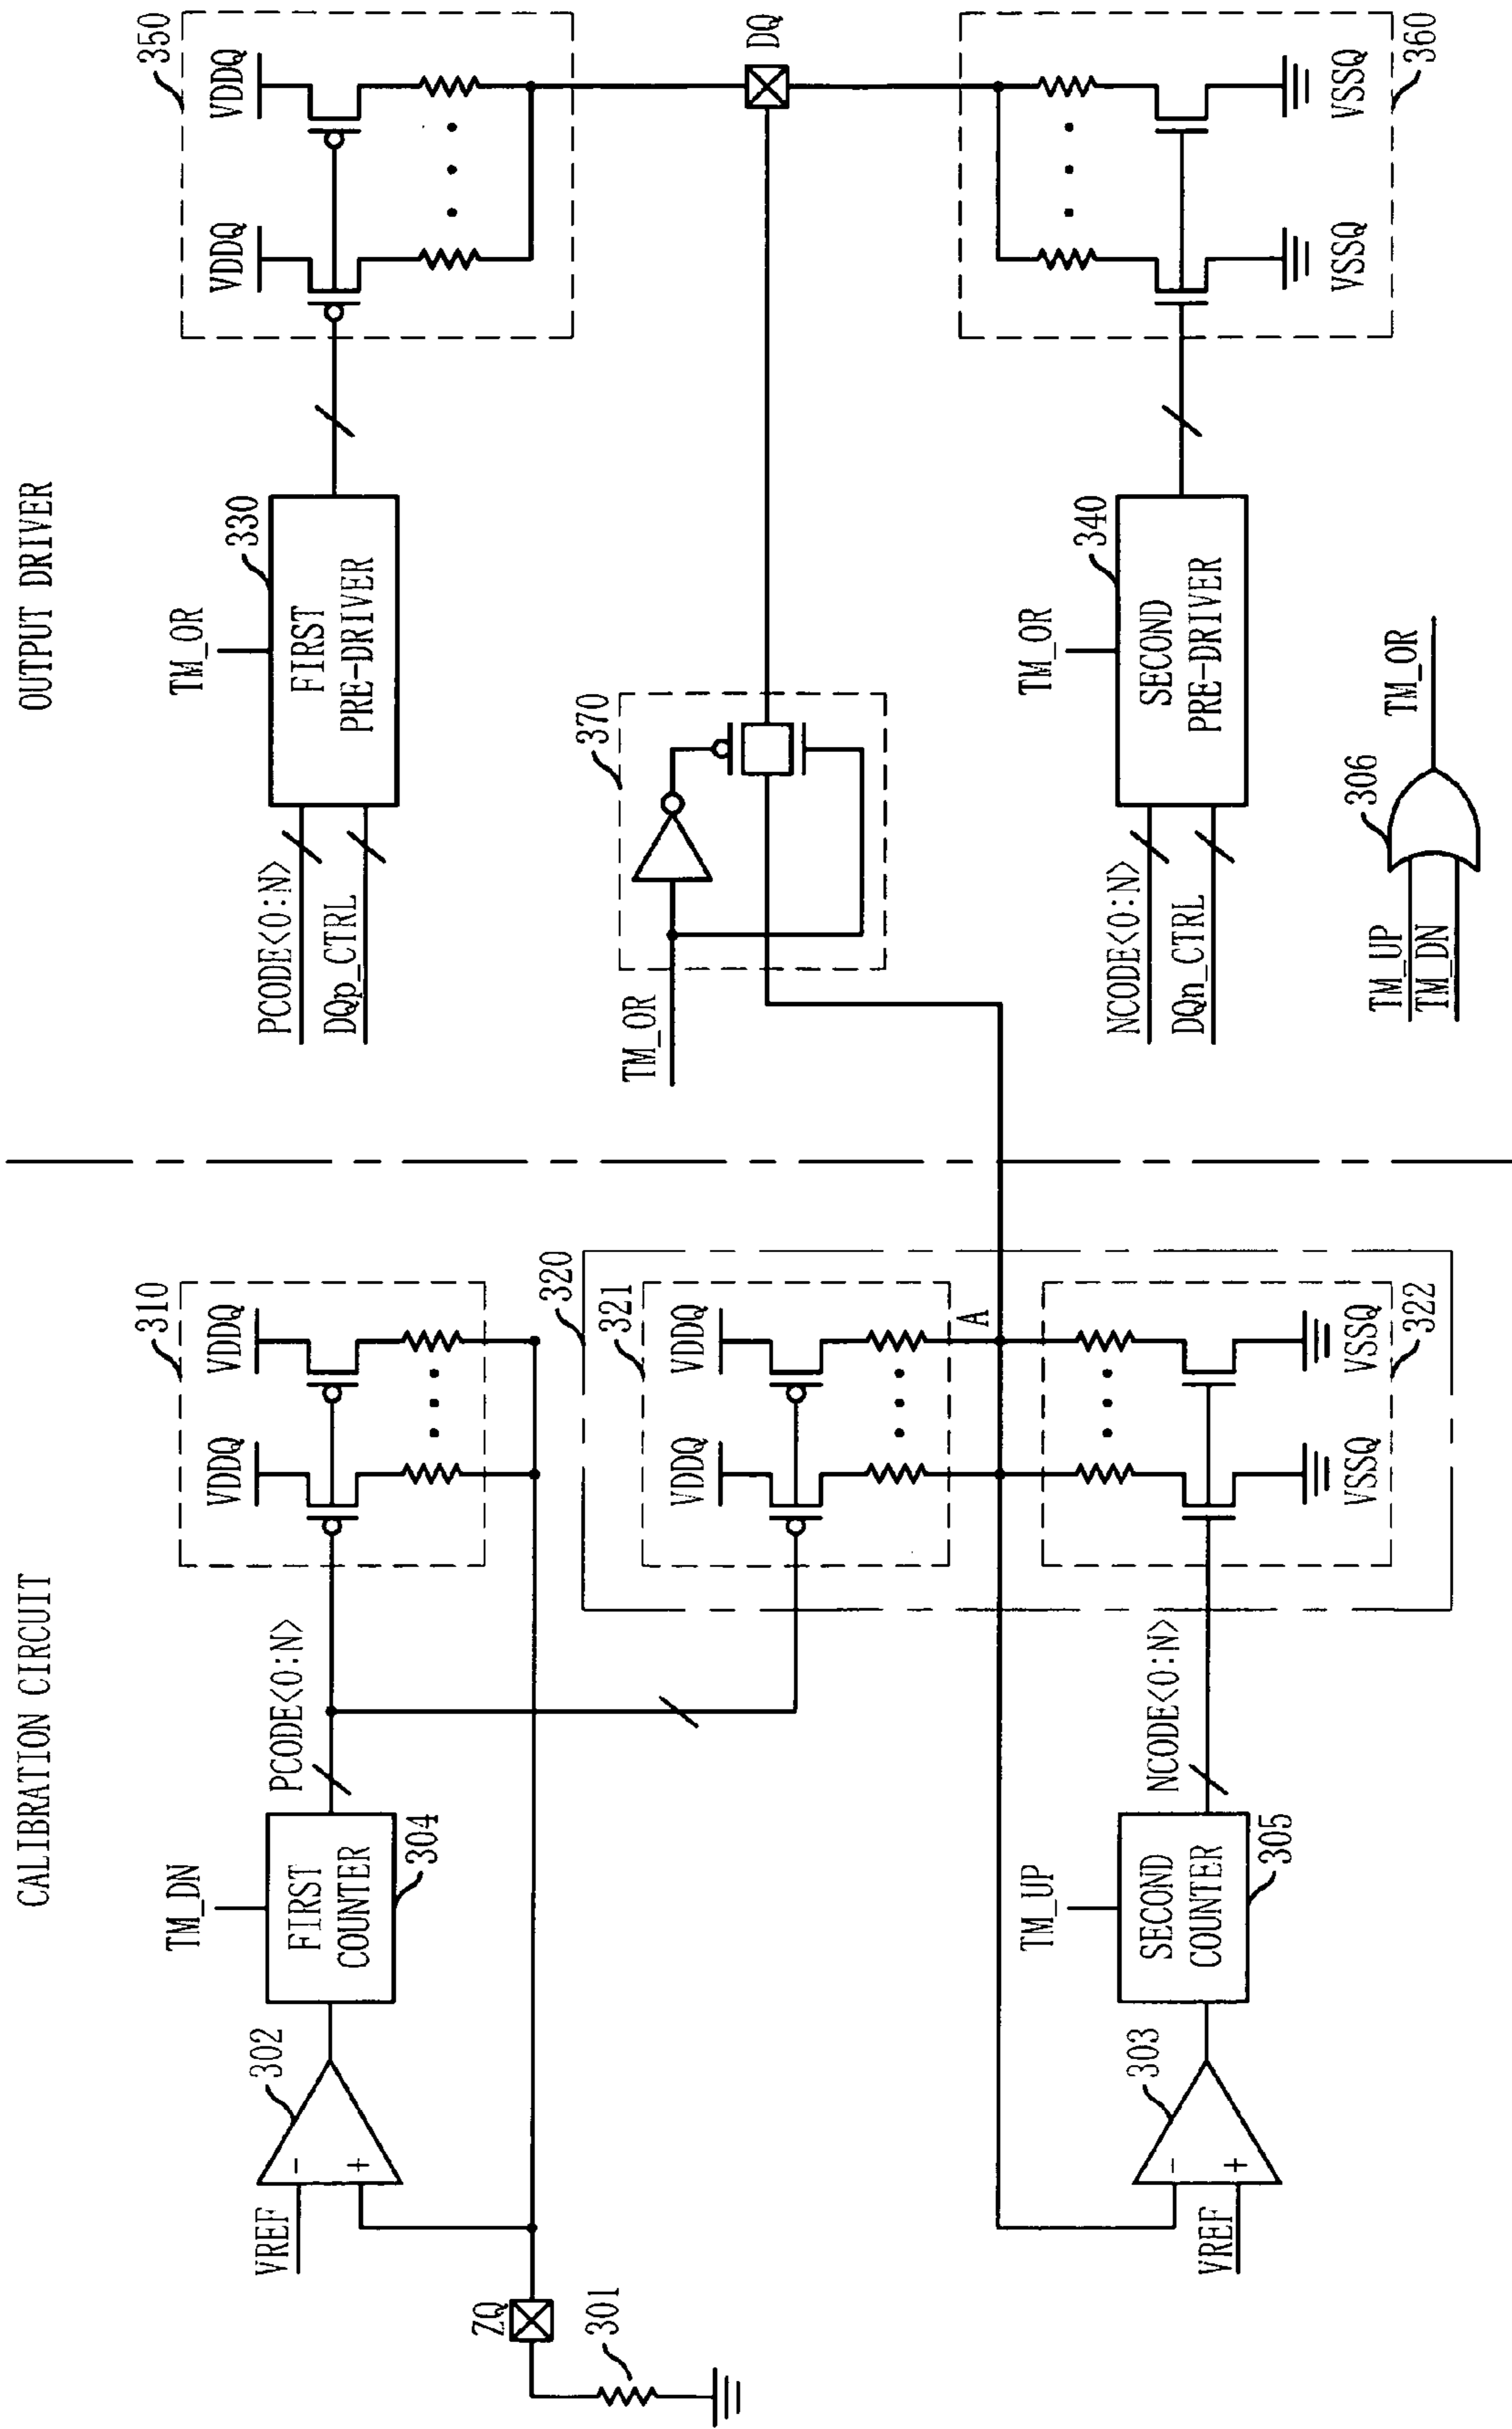 CALIBRATION CIRCUIT
OUTPUT DRIVER
ZQ
301
VREF
-
+
302
TM_DN
FIRST
COUNTER
304
PCODE<0:N>
310
VDDQ
VDDQ
320
321
VDDQ
VDDQ
A
322
VSSQ
VSSQ
VREF
-
+
303
TM_UP
SECOND
COUNTER
305
NCODE<0:N>
PCODE<0:N>
DQp_CTRL
TM_OR
330
FIRST
PRE-DRIVER
350
VDDQ
VDDQ
TM_OR
370
DQ
NCODE<0:N>
DQn_CTRL
TM_OR
340
SECOND
PRE-DRIVER
360
VSSQ
VSSQ
TM_UP
TM_DN
306
TM_OR